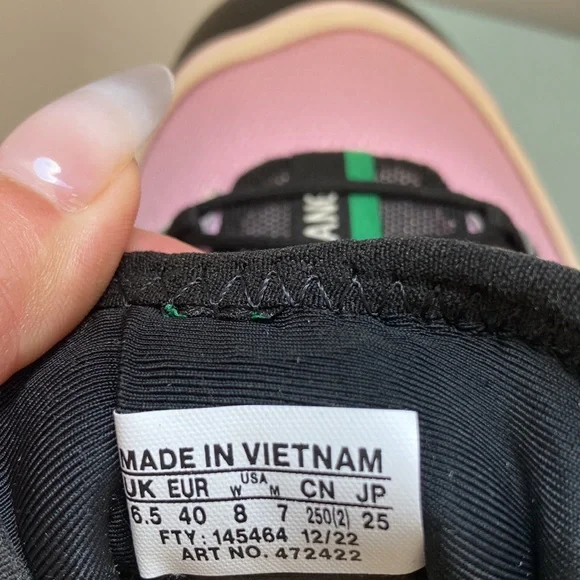 ANE
MADE IN VIETNAM
UK EUR USA W M CN JP
6.5 40 8 7 250(2) 25
FTY: 145464 12/22
ART NO. 472422